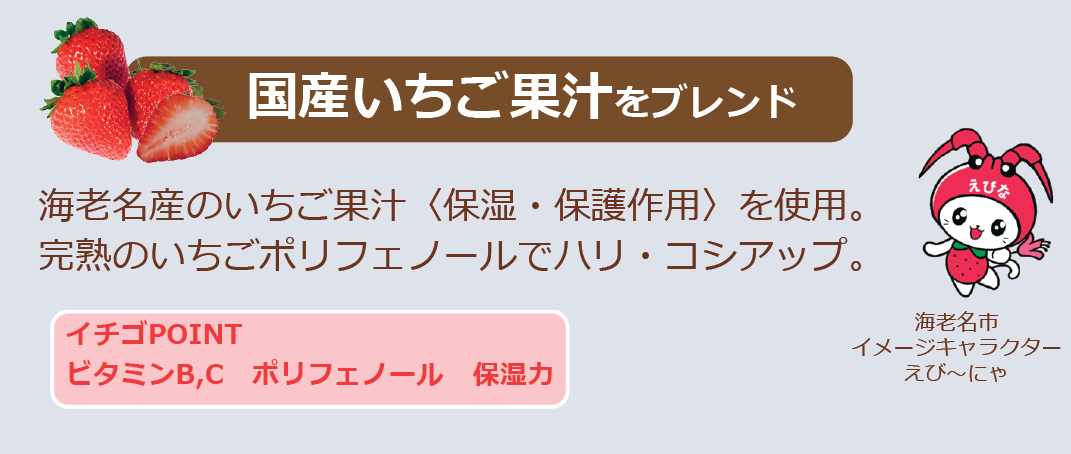 国産いちご果汁をブレンド
海老名産のいちご果汁〈保湿・保護作用〉を使用。
完熟のいちごポリフェノールでハリ・コシアップ。
イチゴPOINT
ビタミンB,C　ポリフェノール　保湿力
えびな
海老名市
イメージキャラクター
えび～にゃ